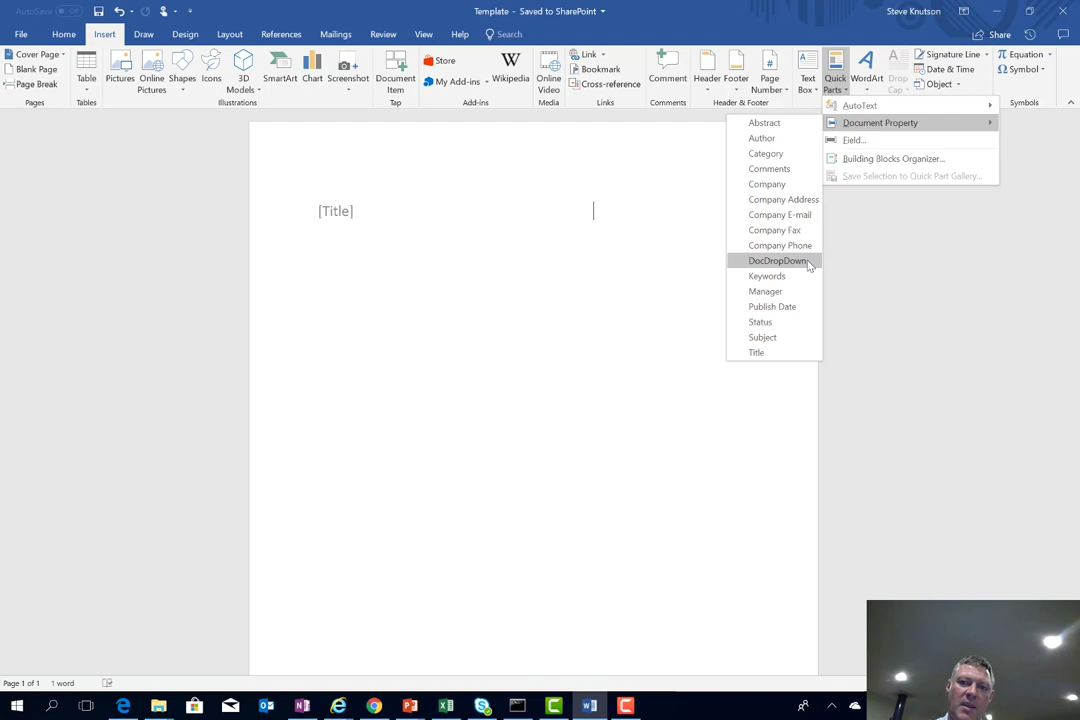 AutoSave Off
Template - Saved to SharePoint
Steve Knutson
File Home Insert Draw Design Layout References Mailings Review View Help Search Share
Cover Page
Blank Page
Page Break
Pages
Table
Tables
Pictures
Online Pictures
Shapes
Icons
3D Models
SmartArt
Chart
Screenshot
Illustrations
Document Item
Tap
Store
My Add-ins
Wikipedia
Add-ins
Online Video
Media
Link
Bookmark
Cross-reference
Links
Comment
Comments
Header
Footer
Page Number
Header & Footer
Text Box
Quick Parts
WordArt
Drop Cap
Signature Line
Date & Time
Object
Equation
Symbol
Symbols
AutoText
Document Property
Field...
Building Blocks Organizer...
Save Selection to Quick Part Gallery...
Abstract
Author
Category
Comments
Company
Company Address
Company E-mail
Company Fax
Company Phone
DocDropDown
Keywords
Manager
Publish Date
Status
Subject
Title
[Title]
Page 1 of 1 1 word